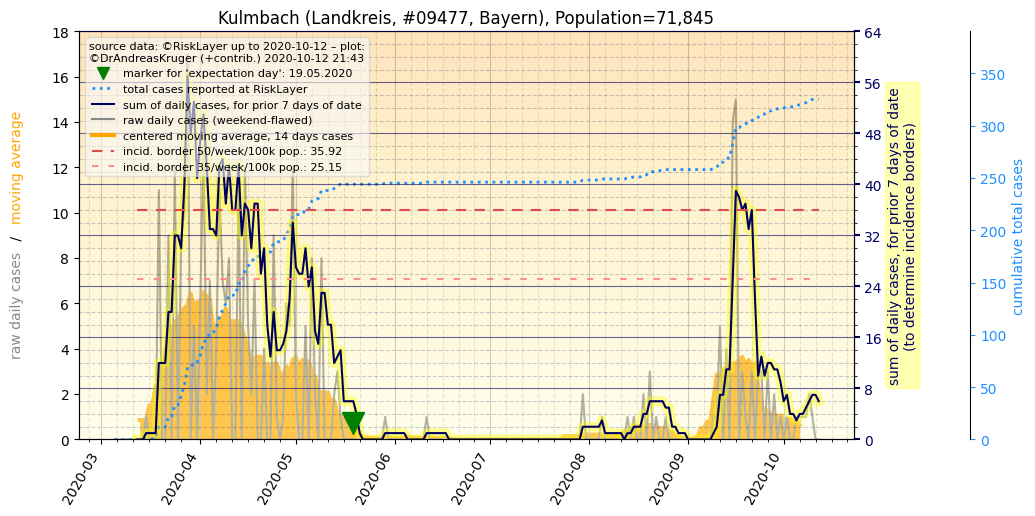 Kulmbach (Landkreis, #09477, Bayern), Population=71,845
source data: ©RiskLayer up to 2020-10-12 – plot:
©DrAndreasKruger (+contrib.) 2020-10-12 21:43
marker for 'expectation day': 19.05.2020
total cases reported at RiskLayer
sum of daily cases, for prior 7 days of date
raw daily cases (weekend-flawed)
centered moving average, 14 days cases
incid. border 50/week/100k pop.: 35.92
incid. border 35/week/100k pop.: 25.15
raw daily cases / moving average
18
16
14
12
10
8
6
4
2
0
2020-03
2020-04
2020-05
2020-06
2020-07
2020-08
2020-09
2020-10
64
56
48
40
32
24
16
8
0
sum of daily cases, for prior 7 days of date
(to determine incidence borders)
350
300
250
200
150
100
50
0
cumulative total cases